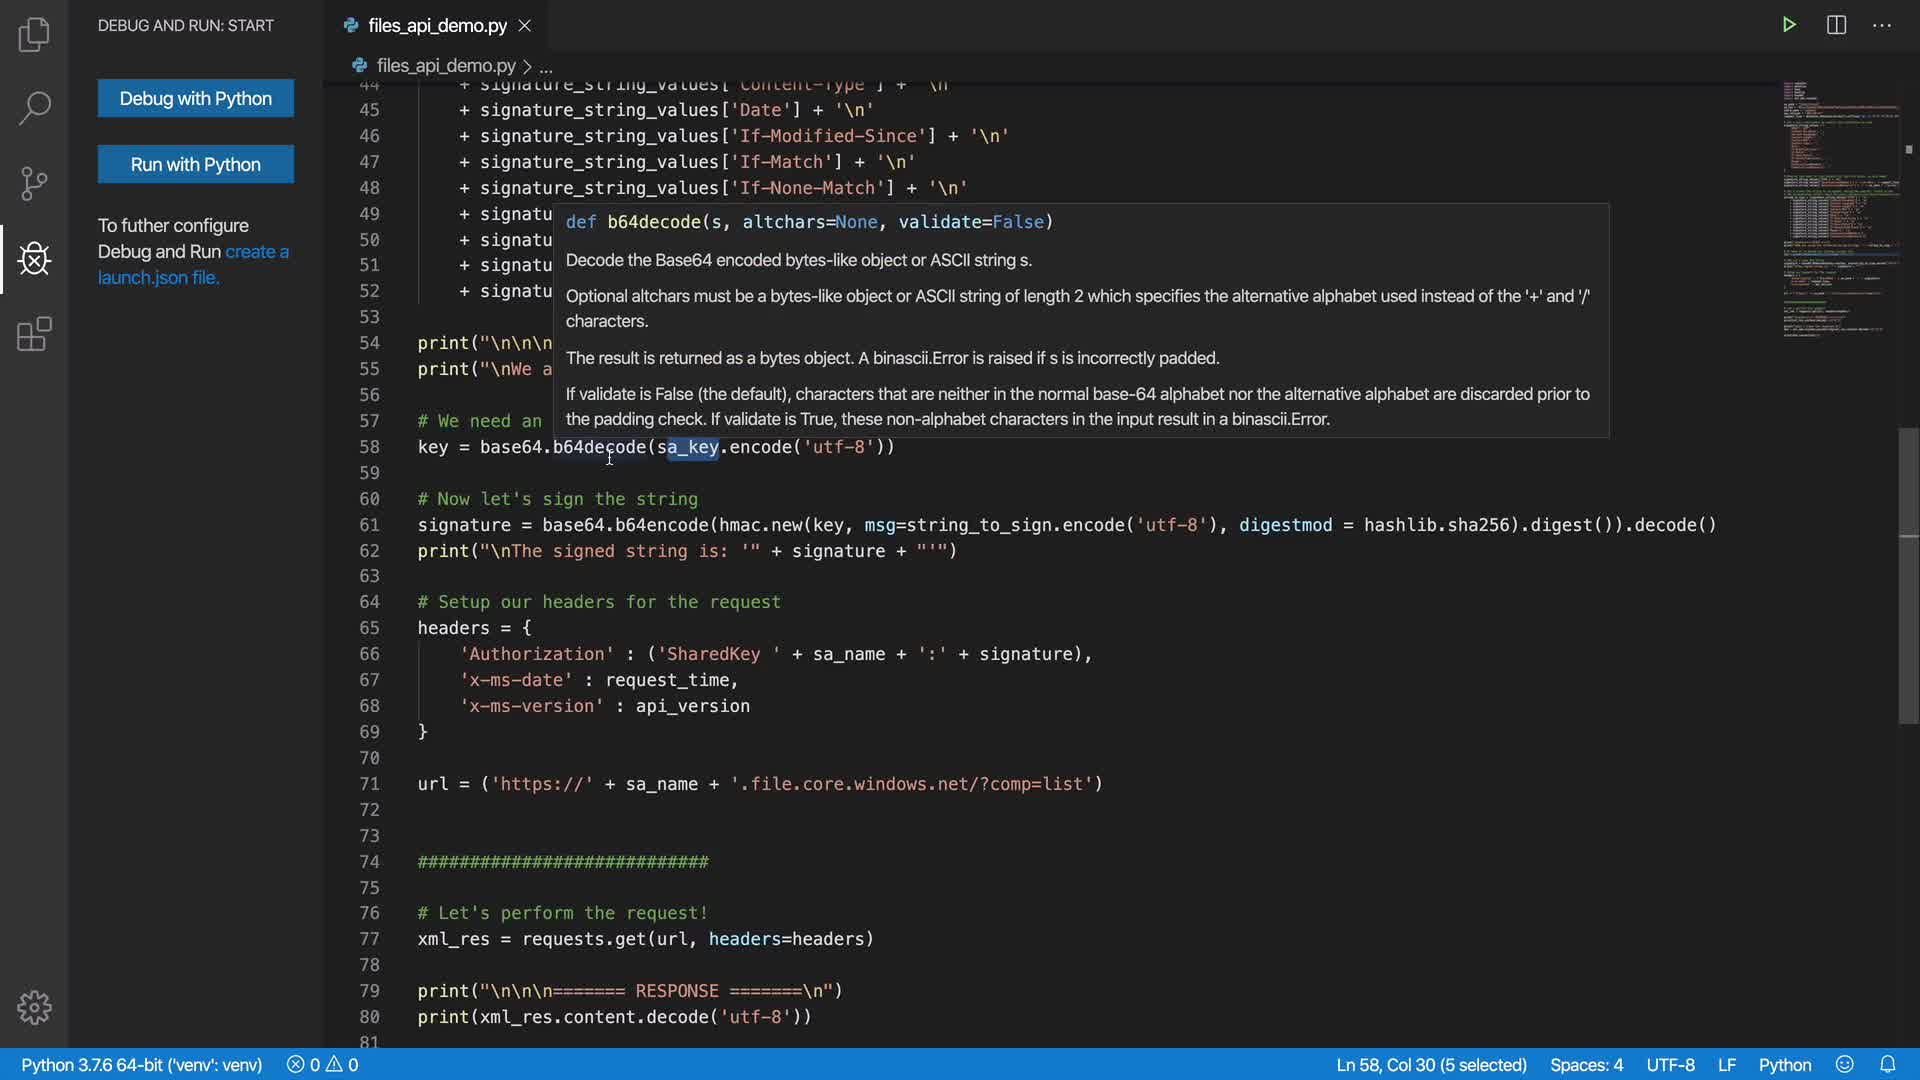 DEBUG AND RUN: START
Debug with Python
Run with Python
To futher configure
Debug and Run create a
launch.json file.
files_api_demo.py
files_api_demo.py > ...
44 + signature_string_values['Content-Type'] + '\n'
45 + signature_string_values['Date'] + '\n'
46 + signature_string_values['If-Modified-Since'] + '\n'
47 + signature_string_values['If-Match'] + '\n'
48 + signature_string_values['If-None-Match'] + '\n'
49 + signatu
50 + signatu
51 + signatu
52 + signatu
def b64decode(s, altchars=None, validate=False)
Decode the Base64 encoded bytes-like object or ASCII string s.
Optional altchars must be a bytes-like object or ASCII string of length 2 which specifies the alternative alphabet used instead of the '+' and '/'
characters.
The result is returned as a bytes object. A binascii.Error is raised if s is incorrectly padded.
If validate is False (the default), characters that are neither in the normal base-64 alphabet nor the alternative alphabet are discarded prior to
the padding check. If validate is True, these non-alphabet characters in the input result in a binascii.Error.
53
54 print("\n\n\n
55 print("\nWe a
56
57 # We need an
58 key = base64.b64decode(sa_key.encode('utf-8'))
59
60 # Now let's sign the string
61 signature = base64.b64encode(hmac.new(key, msg=string_to_sign.encode('utf-8'), digestmod = hashlib.sha256).digest()).decode()
62 print("\nThe signed string is: '" + signature + "'")
63
64 # Setup our headers for the request
65 headers = {
66 'Authorization' : ('SharedKey ' + sa_name + ':' + signature),
67 'x-ms-date' : request_time,
68 'x-ms-version' : api_version
69 }
70
71 url = ('https://' + sa_name + '.file.core.windows.net/?comp=list')
72
73
74 ############################
75
76 # Let's perform the request!
77 xml_res = requests.get(url, headers=headers)
78
79 print("\n\n\n======= RESPONSE =======\n")
80 print(xml_res.content.decode('utf-8'))
81
Python 3.7.6 64-bit ('venv': venv) 0 0 Ln 58, Col 30 (5 selected) Spaces: 4 UTF-8 LF Python